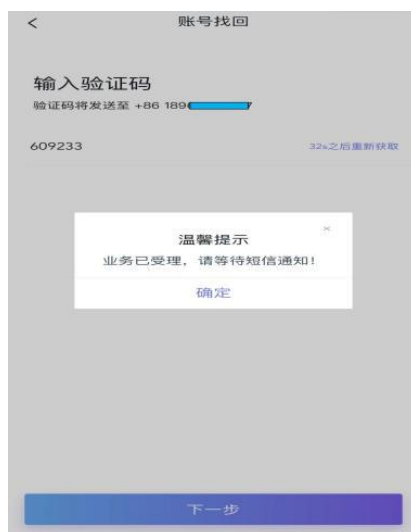 账号找回
输入验证码
验证码将发送至 +86 189
609233
32s之后重新获取
温馨提示
业务已受理，请等待短信通知!
确定
下一步